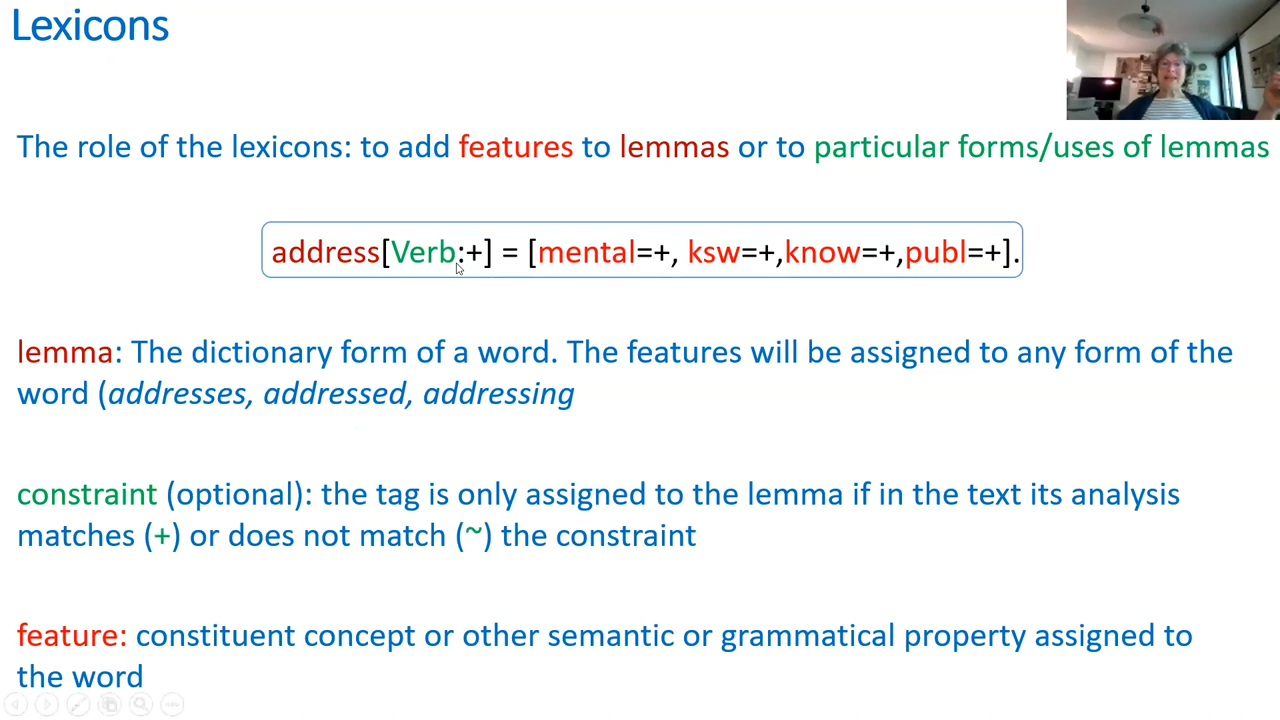 Lexicons
The role of the lexicons: to add features to lemmas or to particular forms/uses of lemmas
address[Verb:+] = [mental=+, ksw=+,know=+,publ=+].
lemma: The dictionary form of a word. The features will be assigned to any form of the
word (addresses, addressed, addressing
constraint (optional): the tag is only assigned to the lemma if in the text its analysis
matches (+) or does not match (~) the constraint
feature: constituent concept or other semantic or grammatical property assigned to
the word